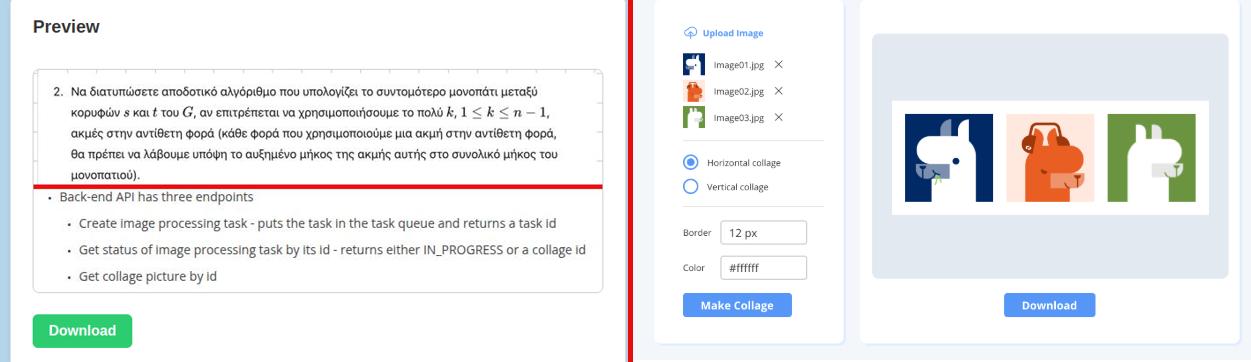 Preview
2. Να διατυπώσετε αποδοτικό αλγόριθμο που υπολογίζει το συντομότερο μονοπάτι μεταξύ
κορυφών s και t του G, αν επιτρέπεται να χρησιμοποιήσουμε το πολύ k, 1 ≤ k ≤ n − 1,
ακμές στην αντίθετη φορά (κάθε φορά που χρησιμοποιούμε μια ακμή στην αντίθετη φορά,
θα πρέπει να λάβουμε υπόψη το αυξημένο μήκος της ακμής αυτής στο συνολικό μήκος του
μονοπατιού).
• Back-end API has three endpoints
• Create image processing task - puts the task in the task queue and returns a task id
• Get status of image processing task by its id - returns either IN_PROGRESS or a collage id
• Get collage picture by id
Download
Upload Image
Image01.jpg
Image02.jpg
Image03.jpg
Horizontal collage
Vertical collage
Border 12 px
Color #ffffff
Make Collage
Download